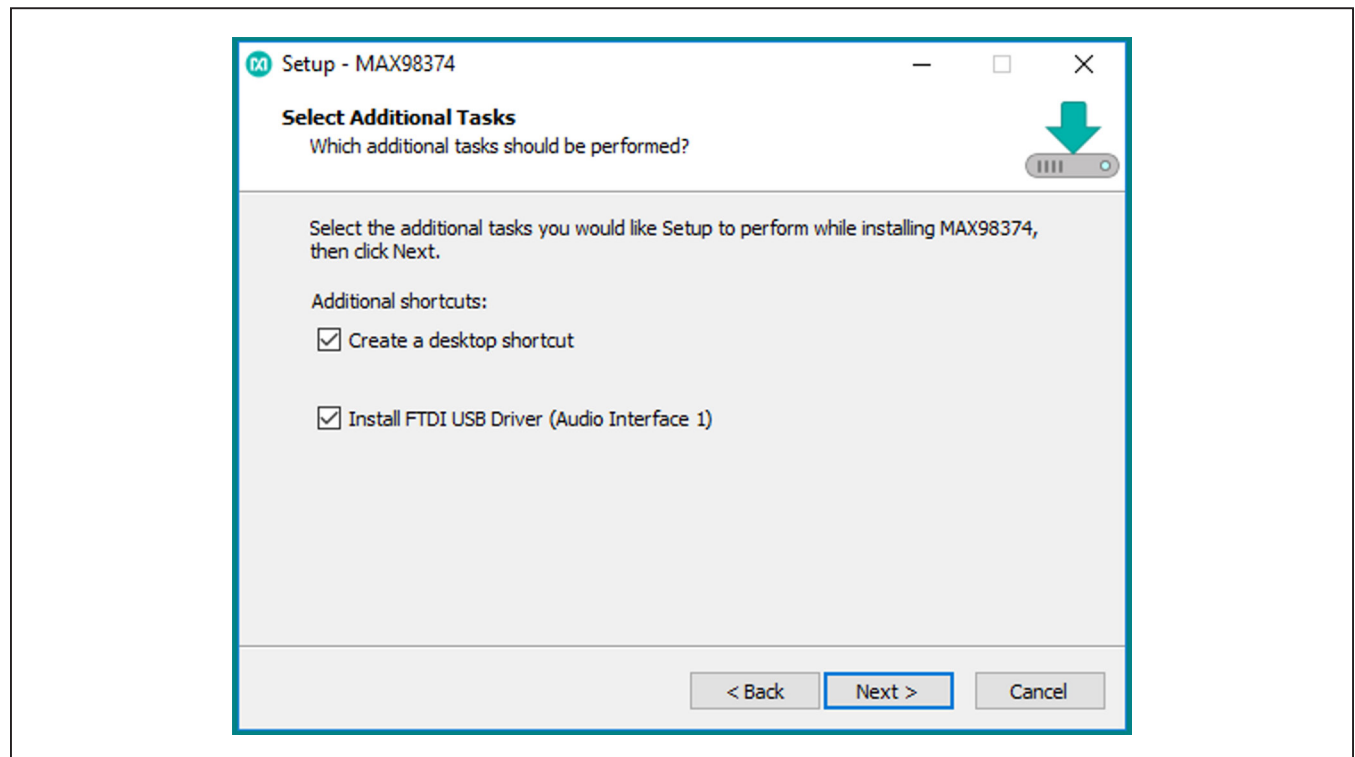 Setup - MAX98374
Select Additional Tasks
Which additional tasks should be performed?
Select the additional tasks you would like Setup to perform while installing MAX98374,
then click Next.
Additional shortcuts:
Create a desktop shortcut
Install FTDI USB Driver (Audio Interface 1)
< Back Next > Cancel